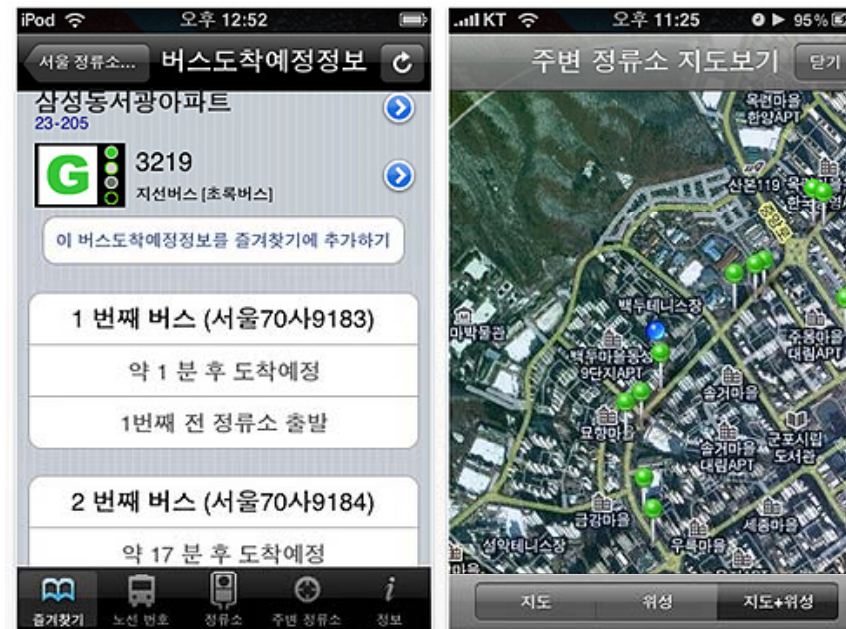 iPod 오후 12:52
서울 정류소... 버스도착예정정보
삼성동서광아파트
23-205
G 3219
지선버스 [초록버스]
이 버스도착예정정보를 즐겨찾기에 추가하기
1 번째 버스 (서울70사9183)
약 1 분 후 도착예정
1번째 전 정류소 출발
2 번째 버스 (서울70사9184)
약 17 분 후 도착예정
즐겨찾기 노선 번호 정류소 주변 정류소 i 정보
KT 오후 11:25 95%
주변 정류소 지도보기 닫기
목련마을
한양APT
산본119
중앙로
백두테니스장
마박물관
백두마을동성
9단지APT
주몽마을
대림APT
솔거마을
묘향마을
솔거마을
대림APT
군포시립
도서관
금강마을
세종마을
설악테니스장
우륵마을
지도 위성 지도+위성